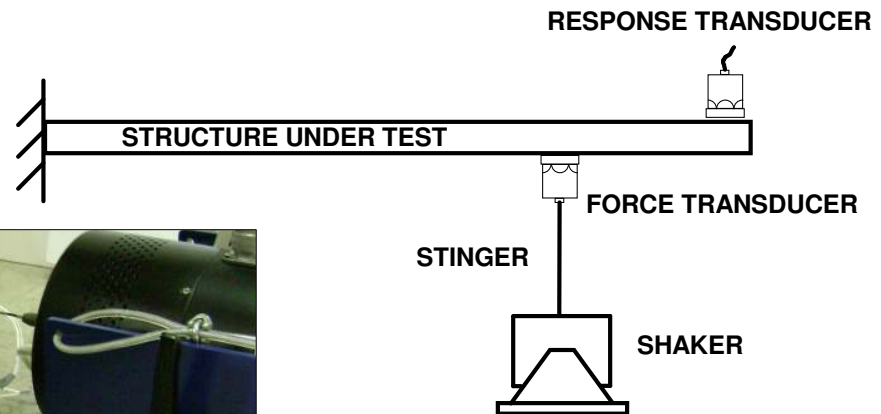 RESPONSE TRANSDUCER
STRUCTURE UNDER TEST
FORCE TRANSDUCER
STINGER
SHAKER